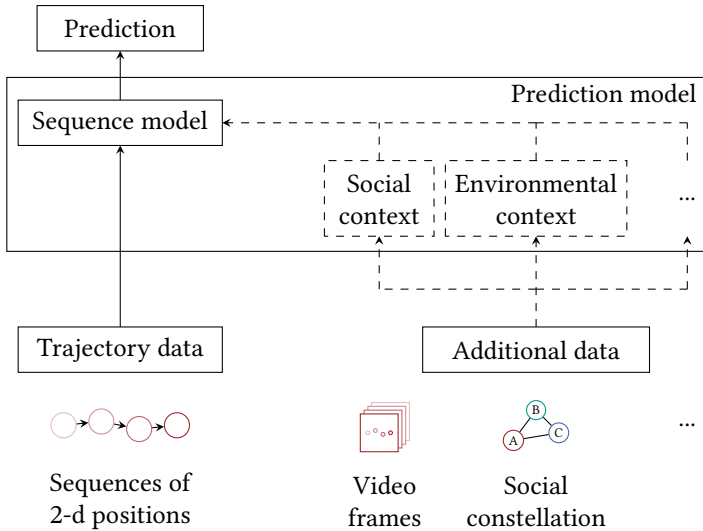 Prediction
Prediction model
Sequence model
Social
context
Environmental
context
...
Trajectory data
Additional data
A
B
C
...
Sequences of
2-d positions
Video
frames
Social
constellation